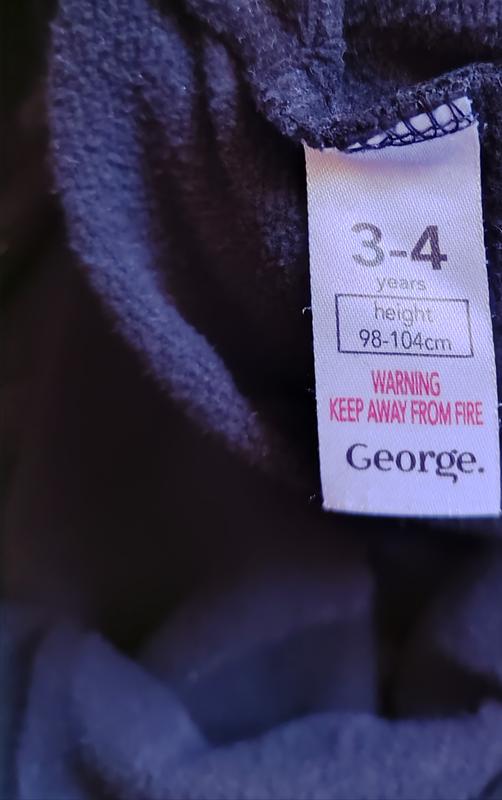 3-4
years
height
98-104cm
WARNING
KEEP AWAY FROM FIRE
George.